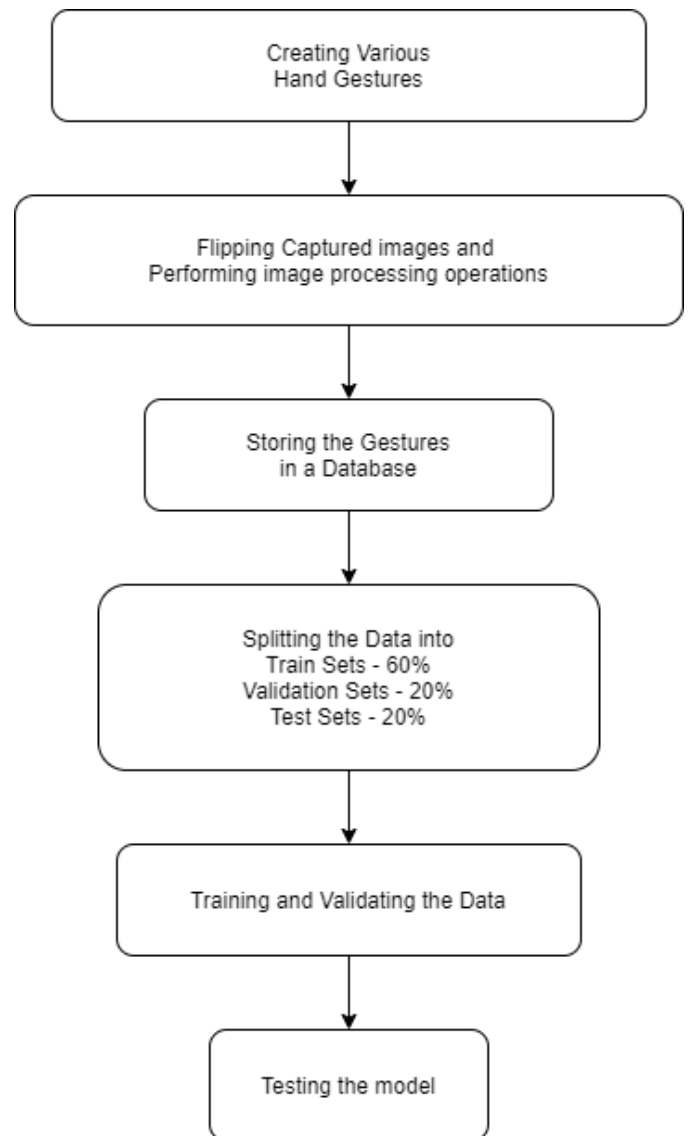 Creating Various
Hand Gestures
Flipping Captured images and
Performing image processing operations
Storing the Gestures
in a Database
Splitting the Data into
Train Sets - 60%
Validation Sets - 20%
Test Sets - 20%
Training and Validating the Data
Testing the model